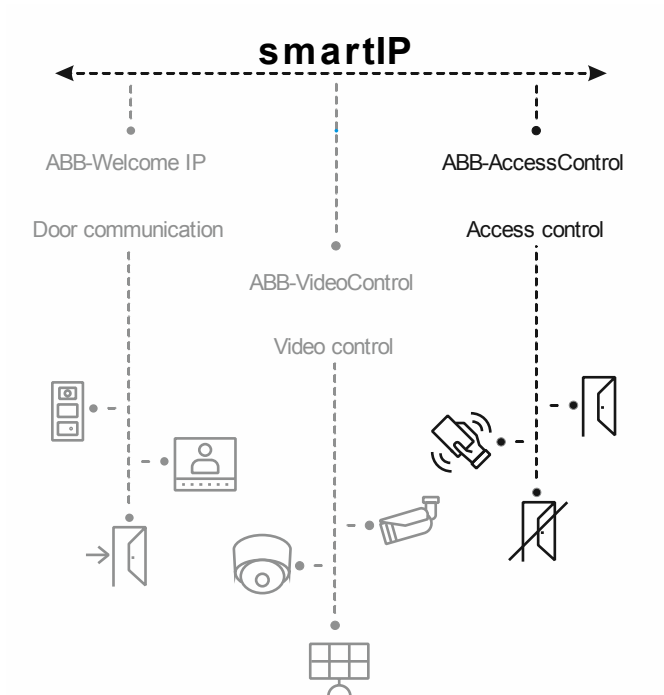 smartIP
ABB-Welcome IP
ABB-AccessControl
Door communication
Access control
ABB-VideoControl
Video control